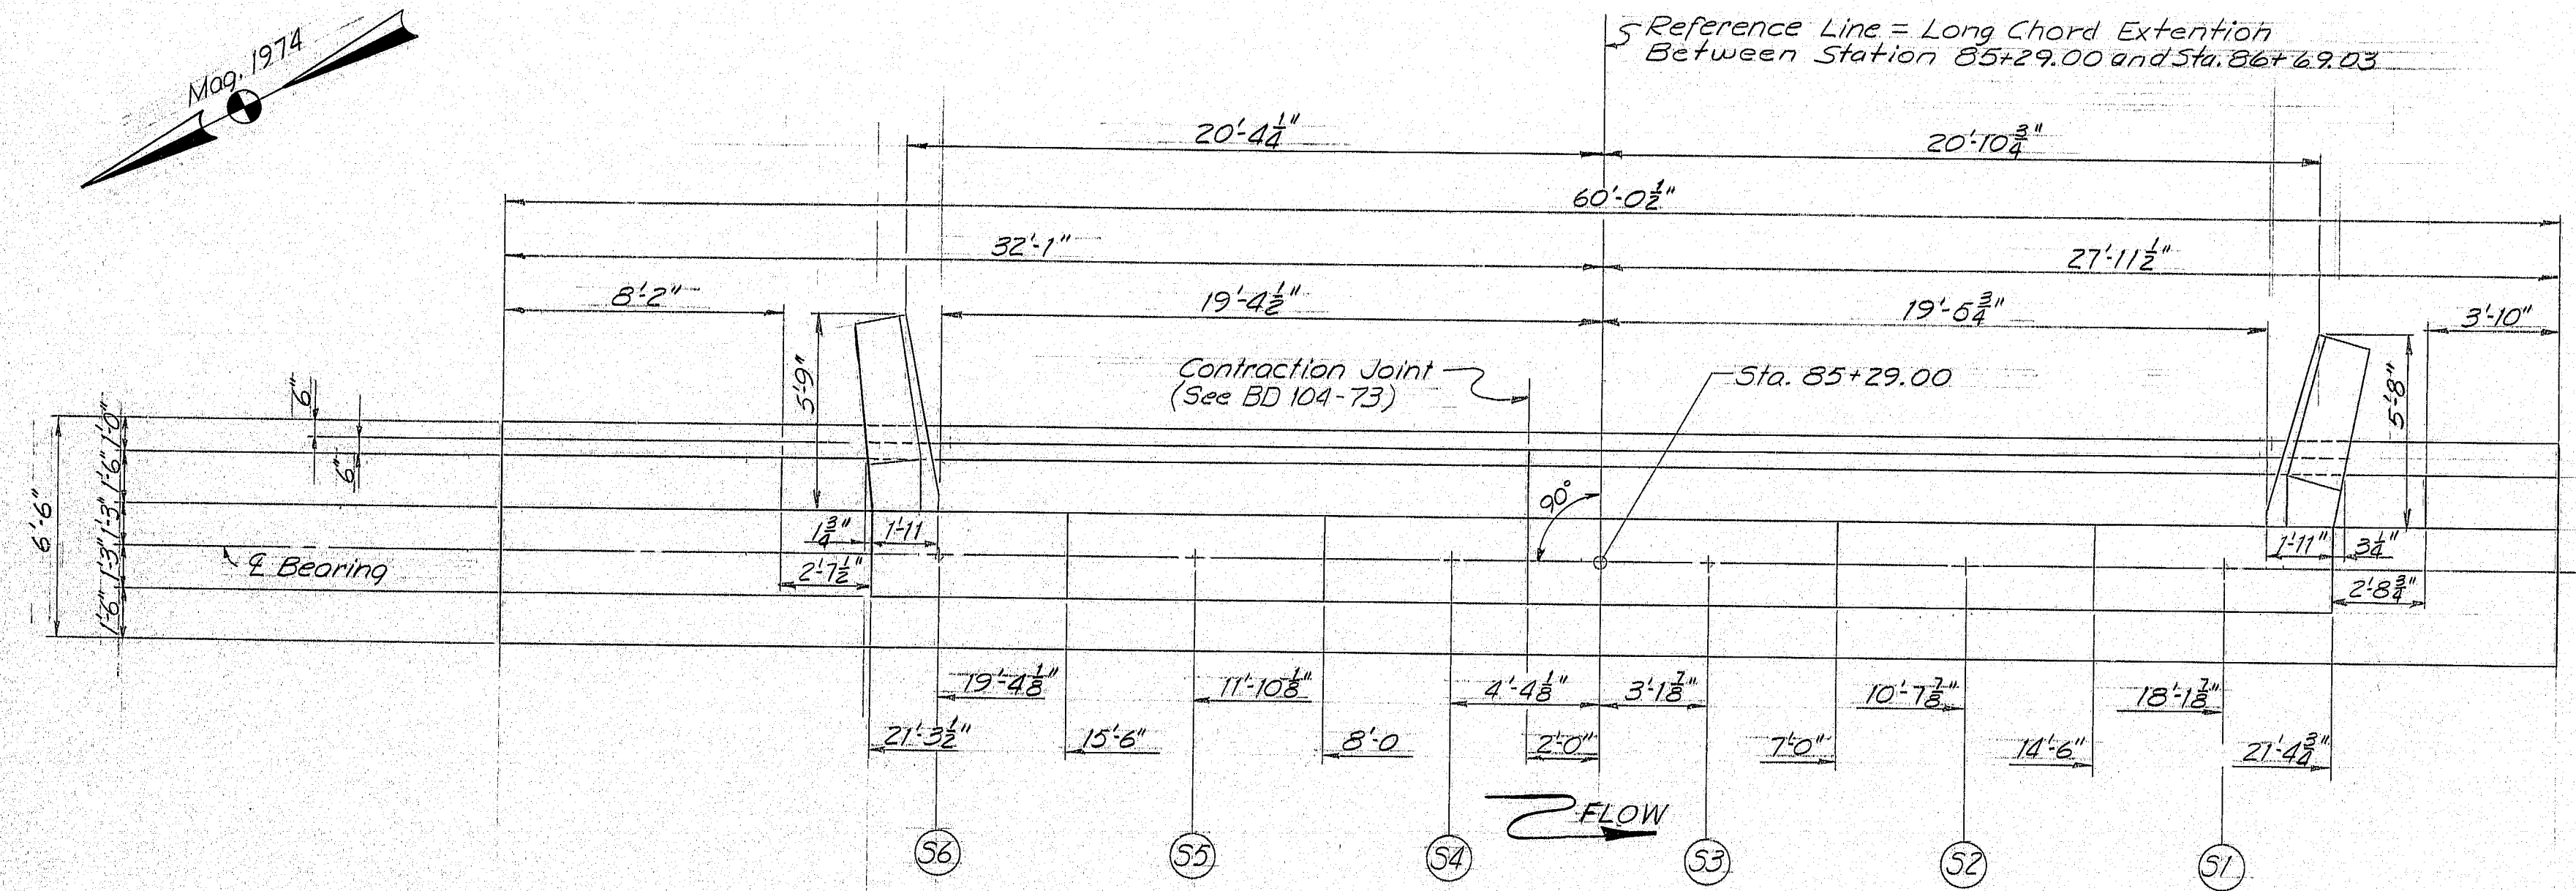 Mag. 1974
Reference Line = Long Chord Extention
Between Station 85+29.00 and Sta. 86+69.03
20'-4 1/4"
20'-10 3/4"
60'-0 1/2"
32'-1"
27'-11 1/2"
8'-2"
19'-4 1/2"
19'-5 3/4"
3'-10"
Contraction Joint
(See BD 104-73)
Sta. 85+29.00
5'-9"
5'-8"
6"
6"
6'-6"
1'-0"
1'-6"
1'-3"
1'-3"
1'-6"
℄ Bearing
90°
1 3/4"
1'-11
2'-7 1/2"
1'-11"
3 1/4"
2'-8 3/4"
19'-4 1/8"
11'-10 1/8"
4'-4 1/8"
3'-1 7/8"
10'-7 7/8"
18'-1 7/8"
21'-3 1/2"
15'-6"
8'-0
2'-0"
7'-0"
14'-6"
21'-4 3/4"
FLOW
S6
S5
S4
S3
S2
S1